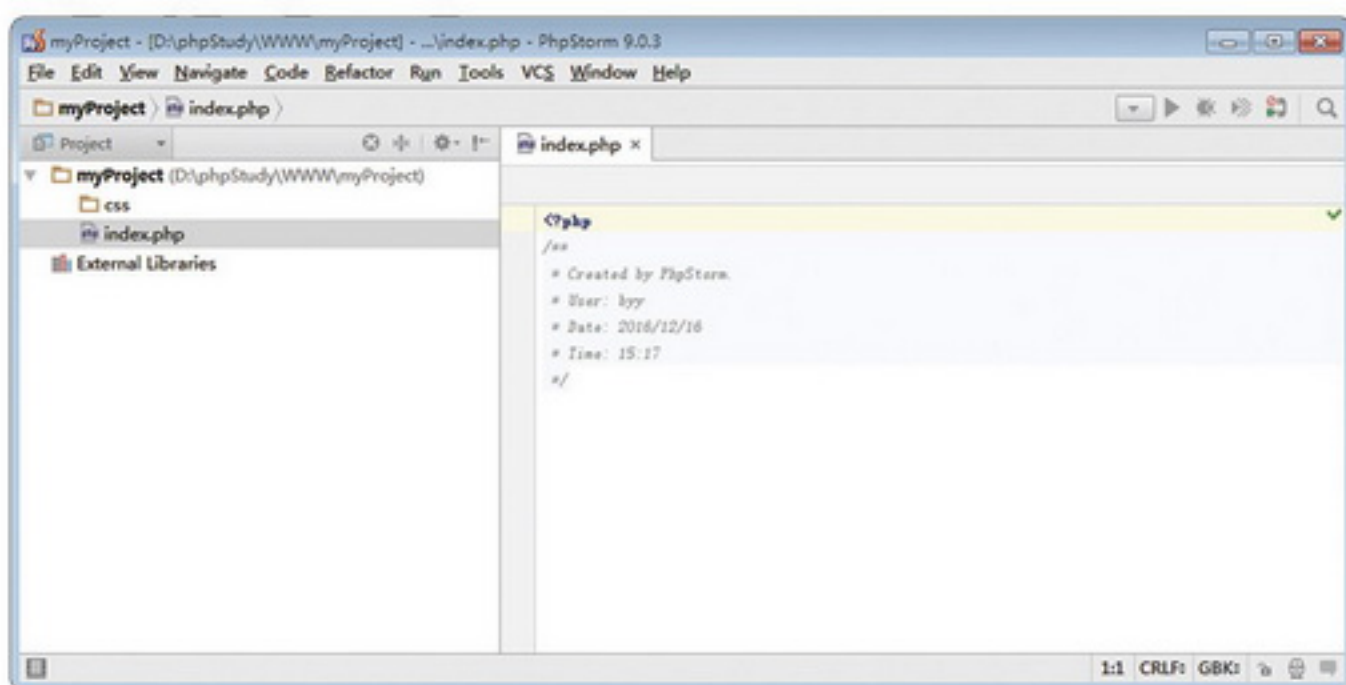 myProject - [D:\phpStudy\WWW\myProject] - ...\index.php - PhpStorm 9.0.3
File Edit View Navigate Code Refactor Run Tools VCS Window Help
myProject index.php
Project
index.php ×
myProject (D:\phpStudy\WWW\myProject)
css
index.php
External Libraries
<?php
/**
* Created by PhpStorm.
* User: byy
* Date: 2016/12/16
* Time: 15:17
*/
1:1 CRLF GBK